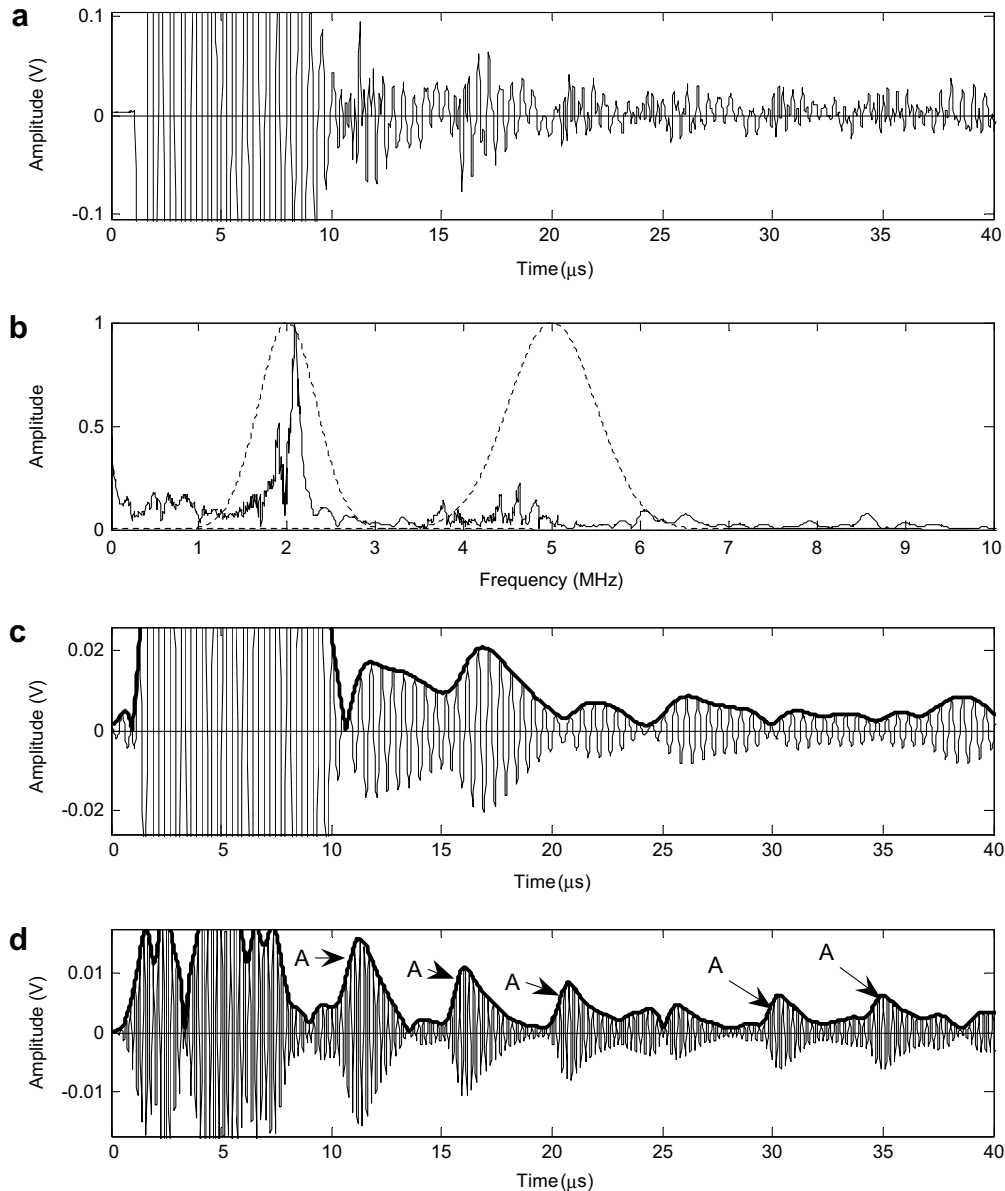 a
0.1
0
-0.1
Amplitude (V)
0 5 10 15 20 25 30 35 40
Time (μs)
b
1
0.5
0
Amplitude
0 1 2 3 4 5 6 7 8 9 10
Frequency (MHz)
c
0.02
0
-0.02
Amplitude (V)
0 5 10 15 20 25 30 35 40
Time (μs)
d
0.01
0
-0.01
Amplitude (V)
A A A A A
0 5 10 15 20 25 30 35 40
Time (μs)